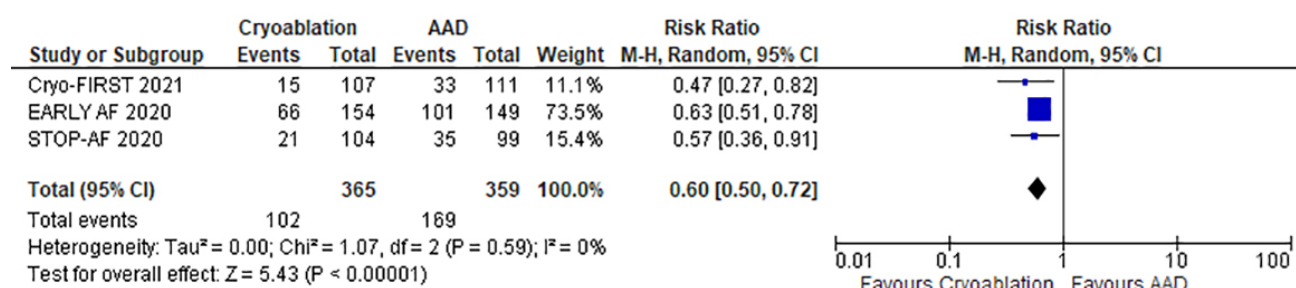 Cryoablation AAD Risk Ratio Risk Ratio
Study or Subgroup Events Total Events Total Weight M-H, Random, 95% CI M-H, Random, 95% CI
Cryo-FIRST 2021 15 107 33 111 11.1% 0.47 [0.27, 0.82]
EARLY AF 2020 66 154 101 149 73.5% 0.63 [0.51, 0.78]
STOP-AF 2020 21 104 35 99 15.4% 0.57 [0.36, 0.91]
Total (95% CI) 365 359 100.0% 0.60 [0.50, 0.72]
Total events 102 169
Heterogeneity: Tau² = 0.00; Chi² = 1.07, df = 2 (P = 0.59); I² = 0%
Test for overall effect: Z = 5.43 (P < 0.00001)
0.01 0.1 1 10 100
Favours Cryoablation Favours AAD